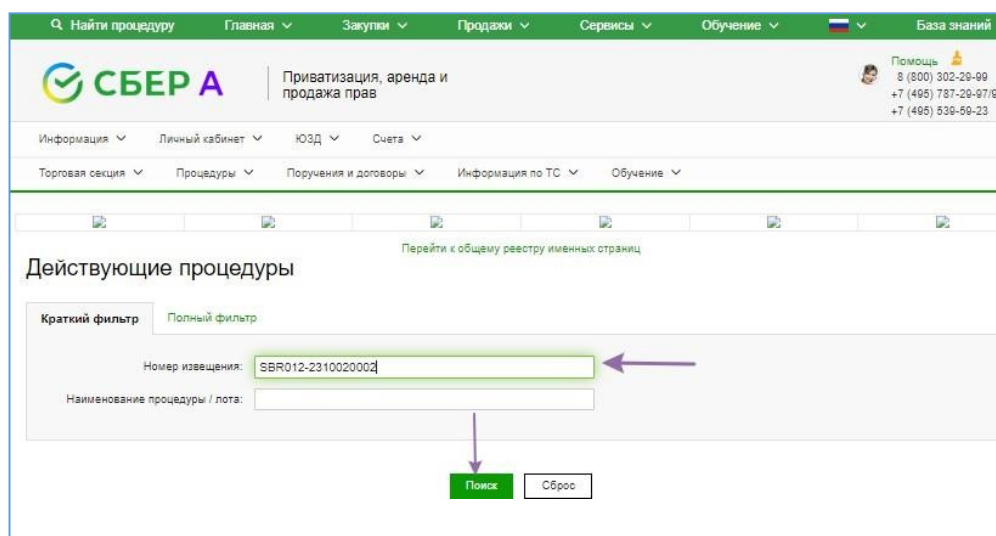 Найти процедуру Главная Закупки Продажи Сервисы Обучение База знаний
СБЕР А
Приватизация, аренда и
продажа прав
Помощь
8 (800) 302-29-99
+7 (495) 787-29-97/9
+7 (495) 539-59-23
Информация Личный кабинет ЮЗД Счета
Торговая секция Процедуры Поручения и договоры Информация по ТС Обучение
Перейти к общему реестру именных страниц
Действующие процедуры
Краткий фильтр Полный фильтр
Номер извещения: SBR012-2310020002
Наименование процедуры / лота:
Поиск Сброс